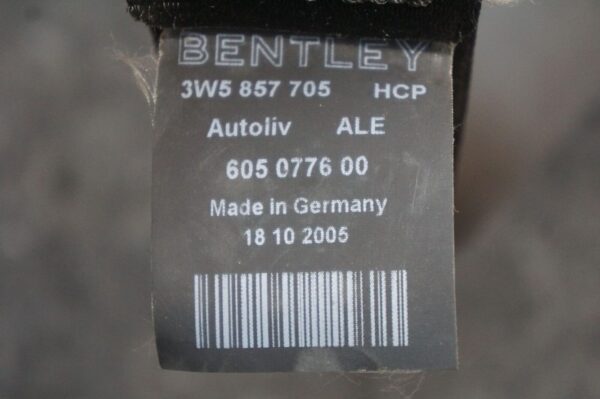 BENTLEY
3W5 857 705 HCP
Autoliv ALE
605 0776 00
Made in Germany
18 10 2005